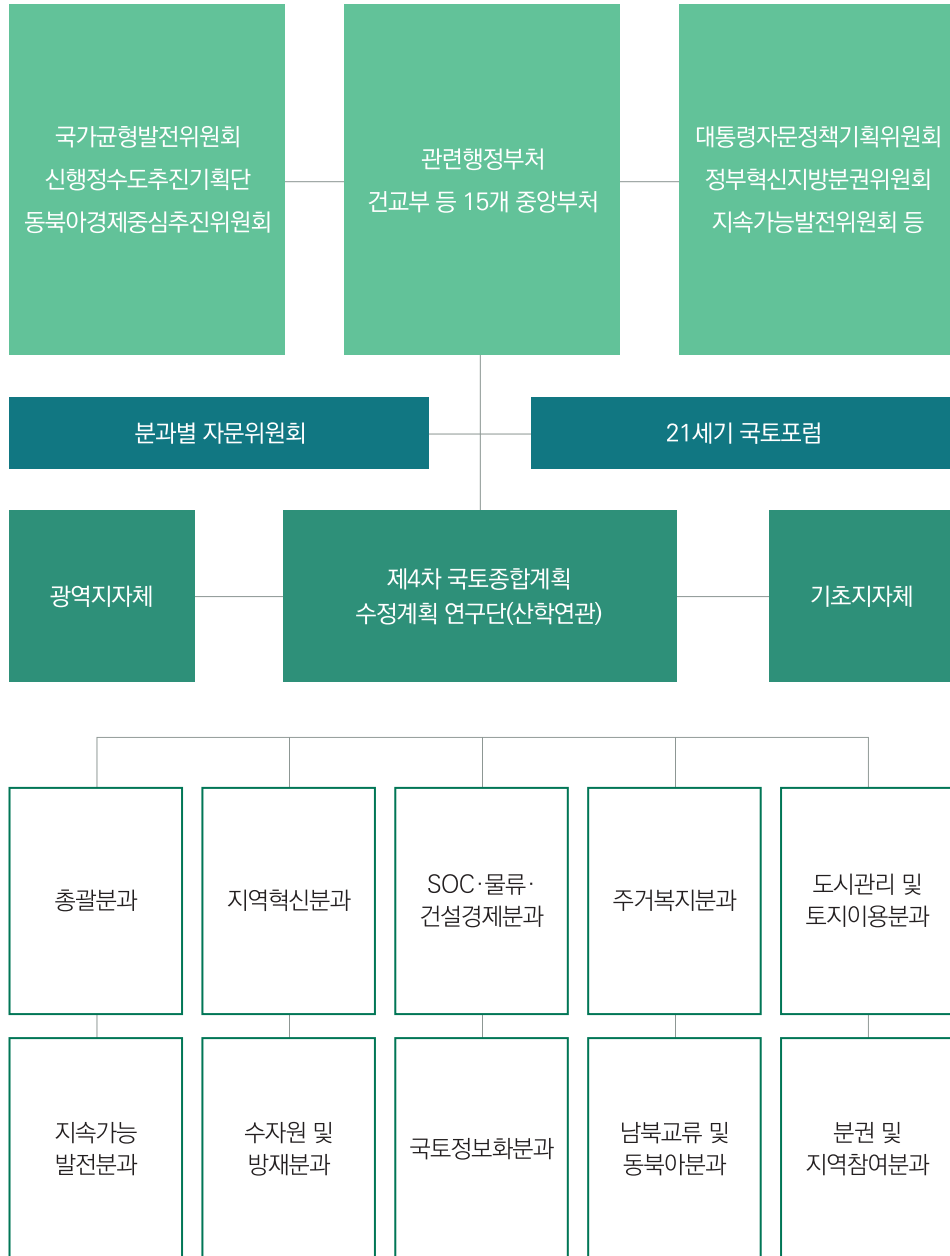 국가균형발전위원회
신행정수도추진기획단
동북아경제중심추진위원회
관련행정부처
건교부 등 15개 중앙부처
대통령자문정책기획위원회
정부혁신지방분권위원회
지속가능발전위원회 등
분과별 자문위원회
21세기 국토포럼
광역지자체
제4차 국토종합계획
수정계획 연구단(산학연관)
기초지자체
총괄분과
지역혁신분과
SOC·물류·
건설경제분과
주거복지분과
도시관리 및
토지이용분과
지속가능
발전분과
수자원 및
방재분과
국토정보화분과
남북교류 및
동북아분과
분권 및
지역참여분과